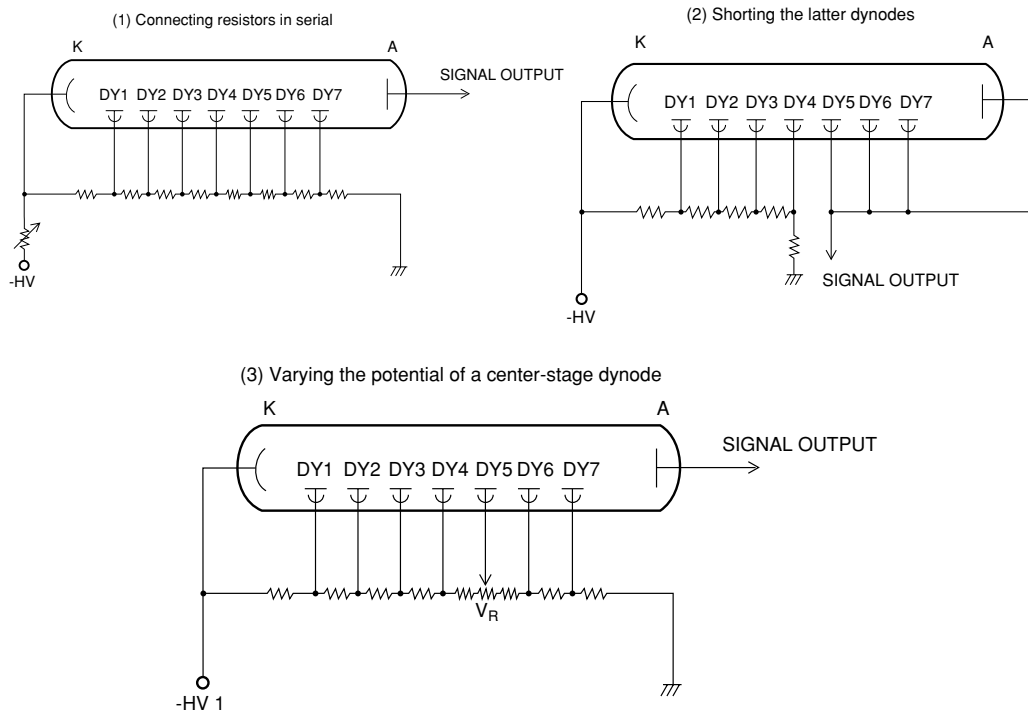 (1) Connecting resistors in serial
K A
SIGNAL OUTPUT
DY1 DY2 DY3 DY4 DY5 DY6 DY7
-HV
(2) Shorting the latter dynodes
K A
DY1 DY2 DY3 DY4 DY5 DY6 DY7
SIGNAL OUTPUT
-HV
(3) Varying the potential of a center-stage dynode
K A
SIGNAL OUTPUT
DY1 DY2 DY3 DY4 DY5 DY6 DY7
VR
-HV 1